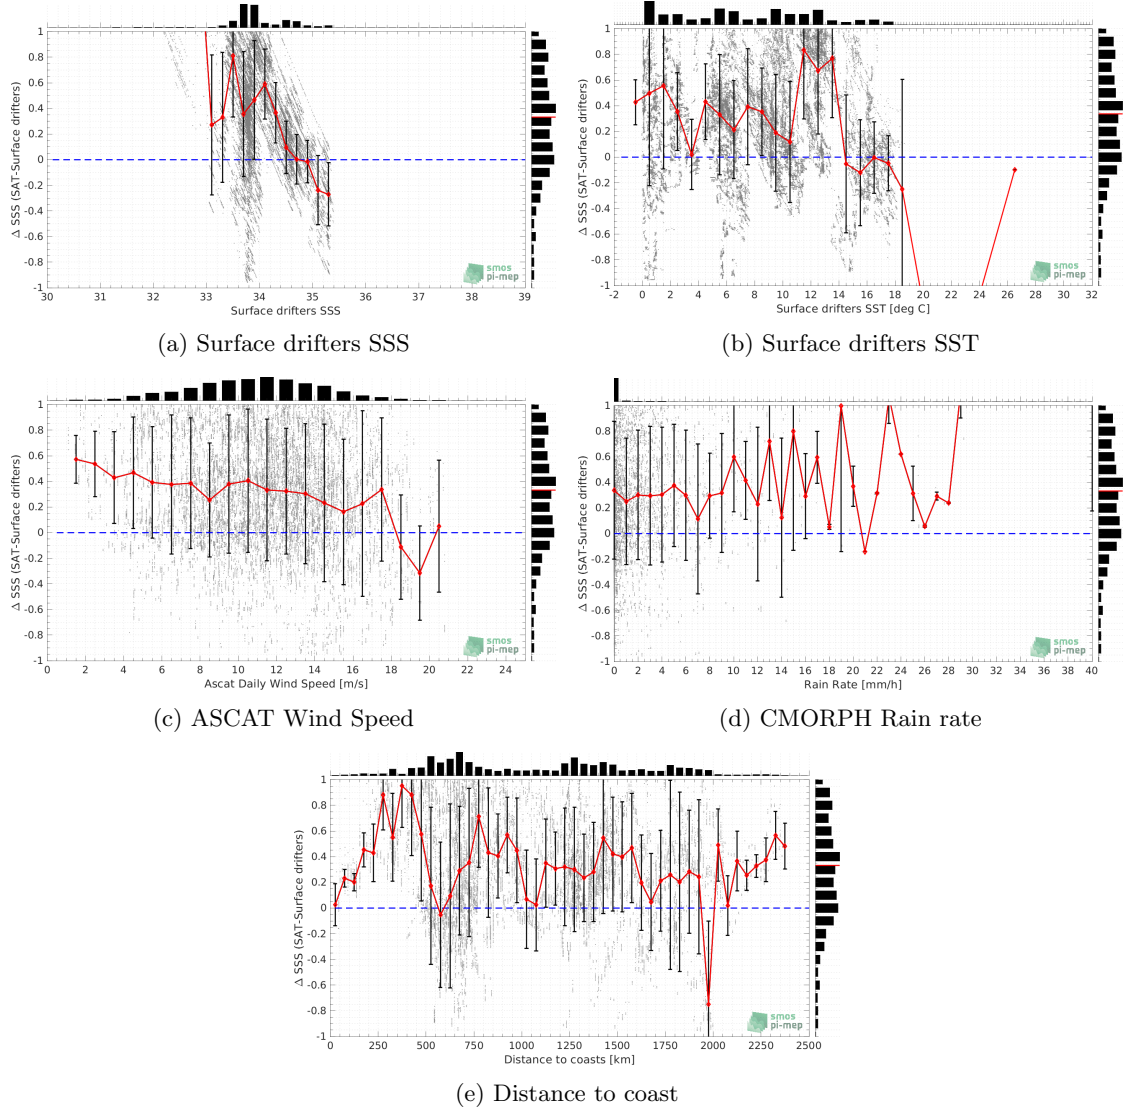 Δ SSS (SAT-Surface drifters)
1
0.8
0.6
0.4
0.2
0
-0.2
-0.4
-0.6
-0.8
-1
30 31 32 33 34 35 36 37 38 39
Surface drifters SSS
smos
pi-mep
(a) Surface drifters SSS
Δ SSS (SAT-Surface drifters)
1
0.8
0.6
0.4
0.2
0
-0.2
-0.4
-0.6
-0.8
-1
-2 0 2 4 6 8 10 12 14 16 18 20 22 24 26 28 30 32
Surface drifters SST [deg C]
smos
pi-mep
(b) Surface drifters SST
Δ SSS (SAT-Surface drifters)
1
0.8
0.6
0.4
0.2
0
-0.2
-0.4
-0.6
-0.8
-1
2 4 6 8 10 12 14 16 18 20 22 24
Ascat Daily Wind Speed [m/s]
smos
pi-mep
(c) ASCAT Wind Speed
Δ SSS (SAT-Surface drifters)
1
0.8
0.6
0.4
0.2
0
-0.2
-0.4
-0.6
-0.8
-1
0 2 4 6 8 10 12 14 16 18 20 22 24 26 28 30 32 34 36 38 40
Rain Rate [mm/h]
smos
pi-mep
(d) CMORPH Rain rate
Δ SSS (SAT-Surface drifters)
1
0.8
0.6
0.4
0.2
0
-0.2
-0.4
-0.6
-0.8
-1
0 250 500 750 1000 1250 1500 1750 2000 2250 2500
Distance to coasts [km]
smos
pi-mep
(e) Distance to coast